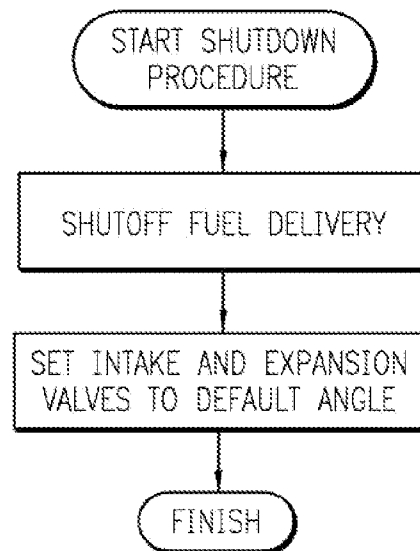 START SHUTDOWN
PROCEDURE
SHUTOFF FUEL DELIVERY
SET INTAKE AND EXPANSION
VALVES TO DEFAULT ANGLE
FINISH